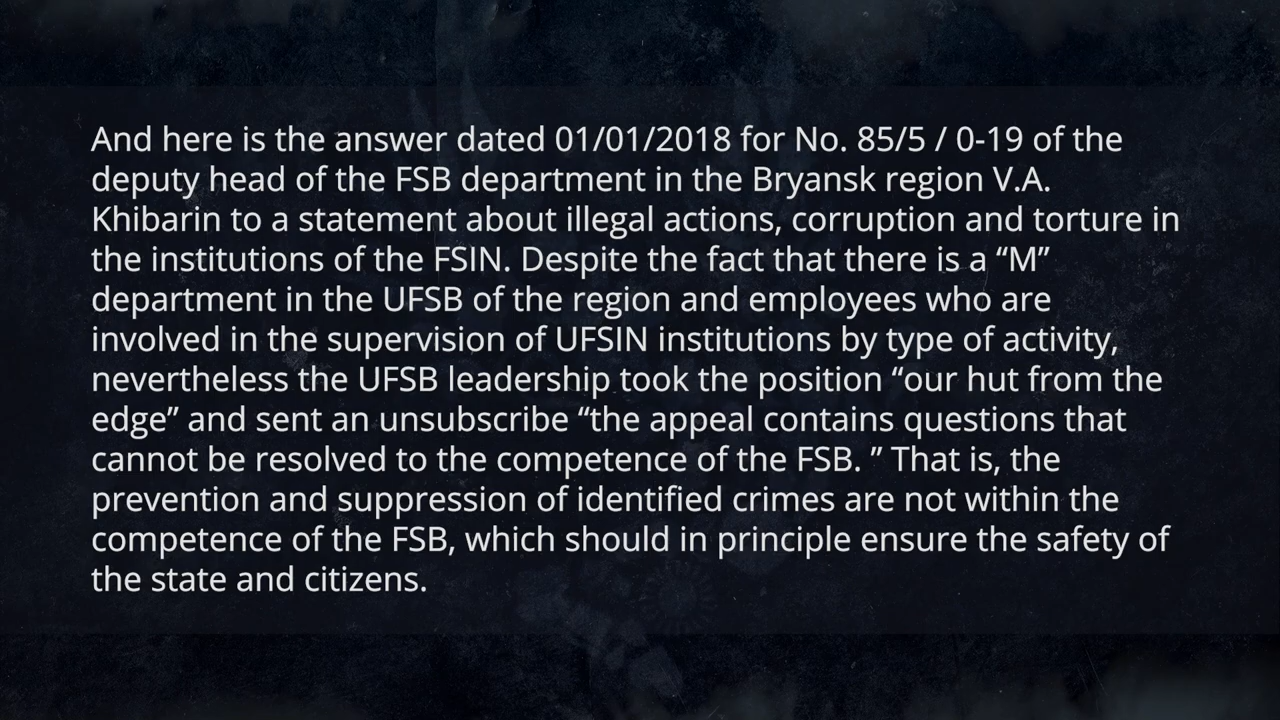 And here is the answer dated 01/01/2018 for No. 85/5 / 0-19 of the
deputy head of the FSB department in the Bryansk region V.A.
Khibarin to a statement about illegal actions, corruption and torture in
the institutions of the FSIN. Despite the fact that there is a “M”
department in the UFSB of the region and employees who are
involved in the supervision of UFSIN institutions by type of activity,
nevertheless the UFSB leadership took the position “our hut from the
edge” and sent an unsubscribe “the appeal contains questions that
cannot be resolved to the competence of the FSB. ” That is, the
prevention and suppression of identified crimes are not within the
competence of the FSB, which should in principle ensure the safety of
the state and citizens.